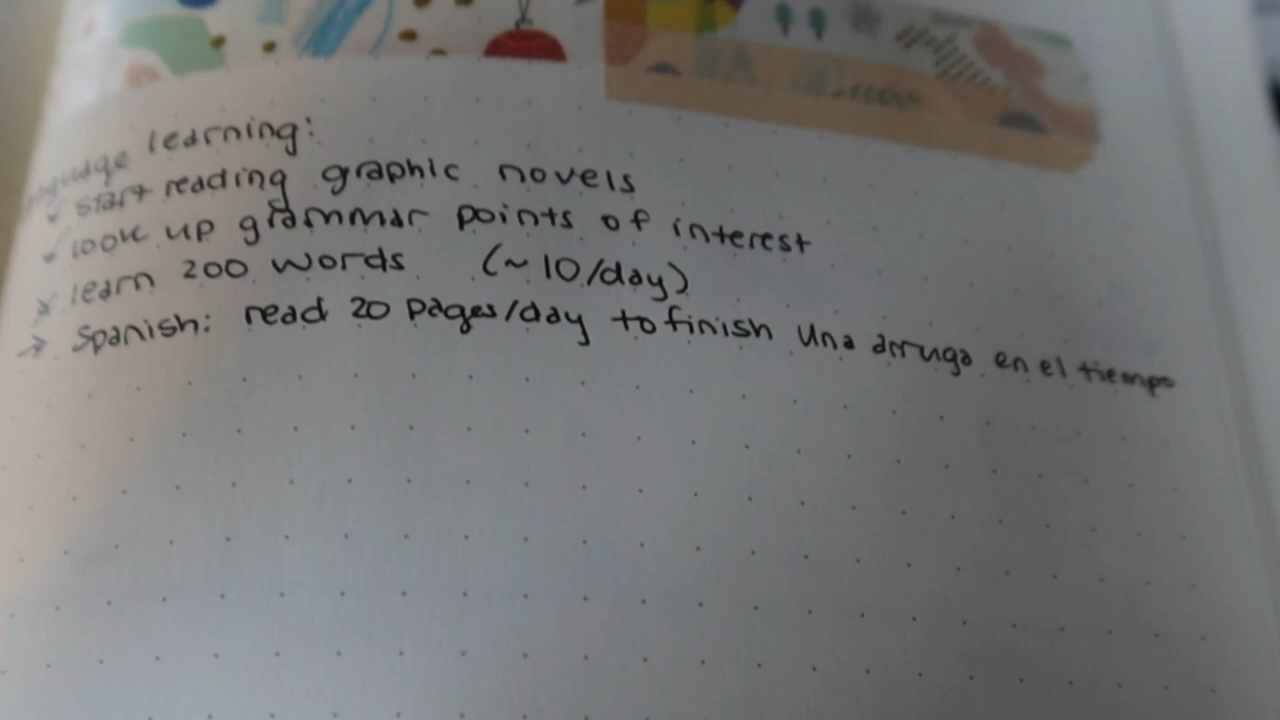 language learning:
✓ start reading graphic novels
✓ look up grammar points of interest
x learn 200 words (~10/day)
→ Spanish: read 20 pages/day to finish Una arruga en el tiempo